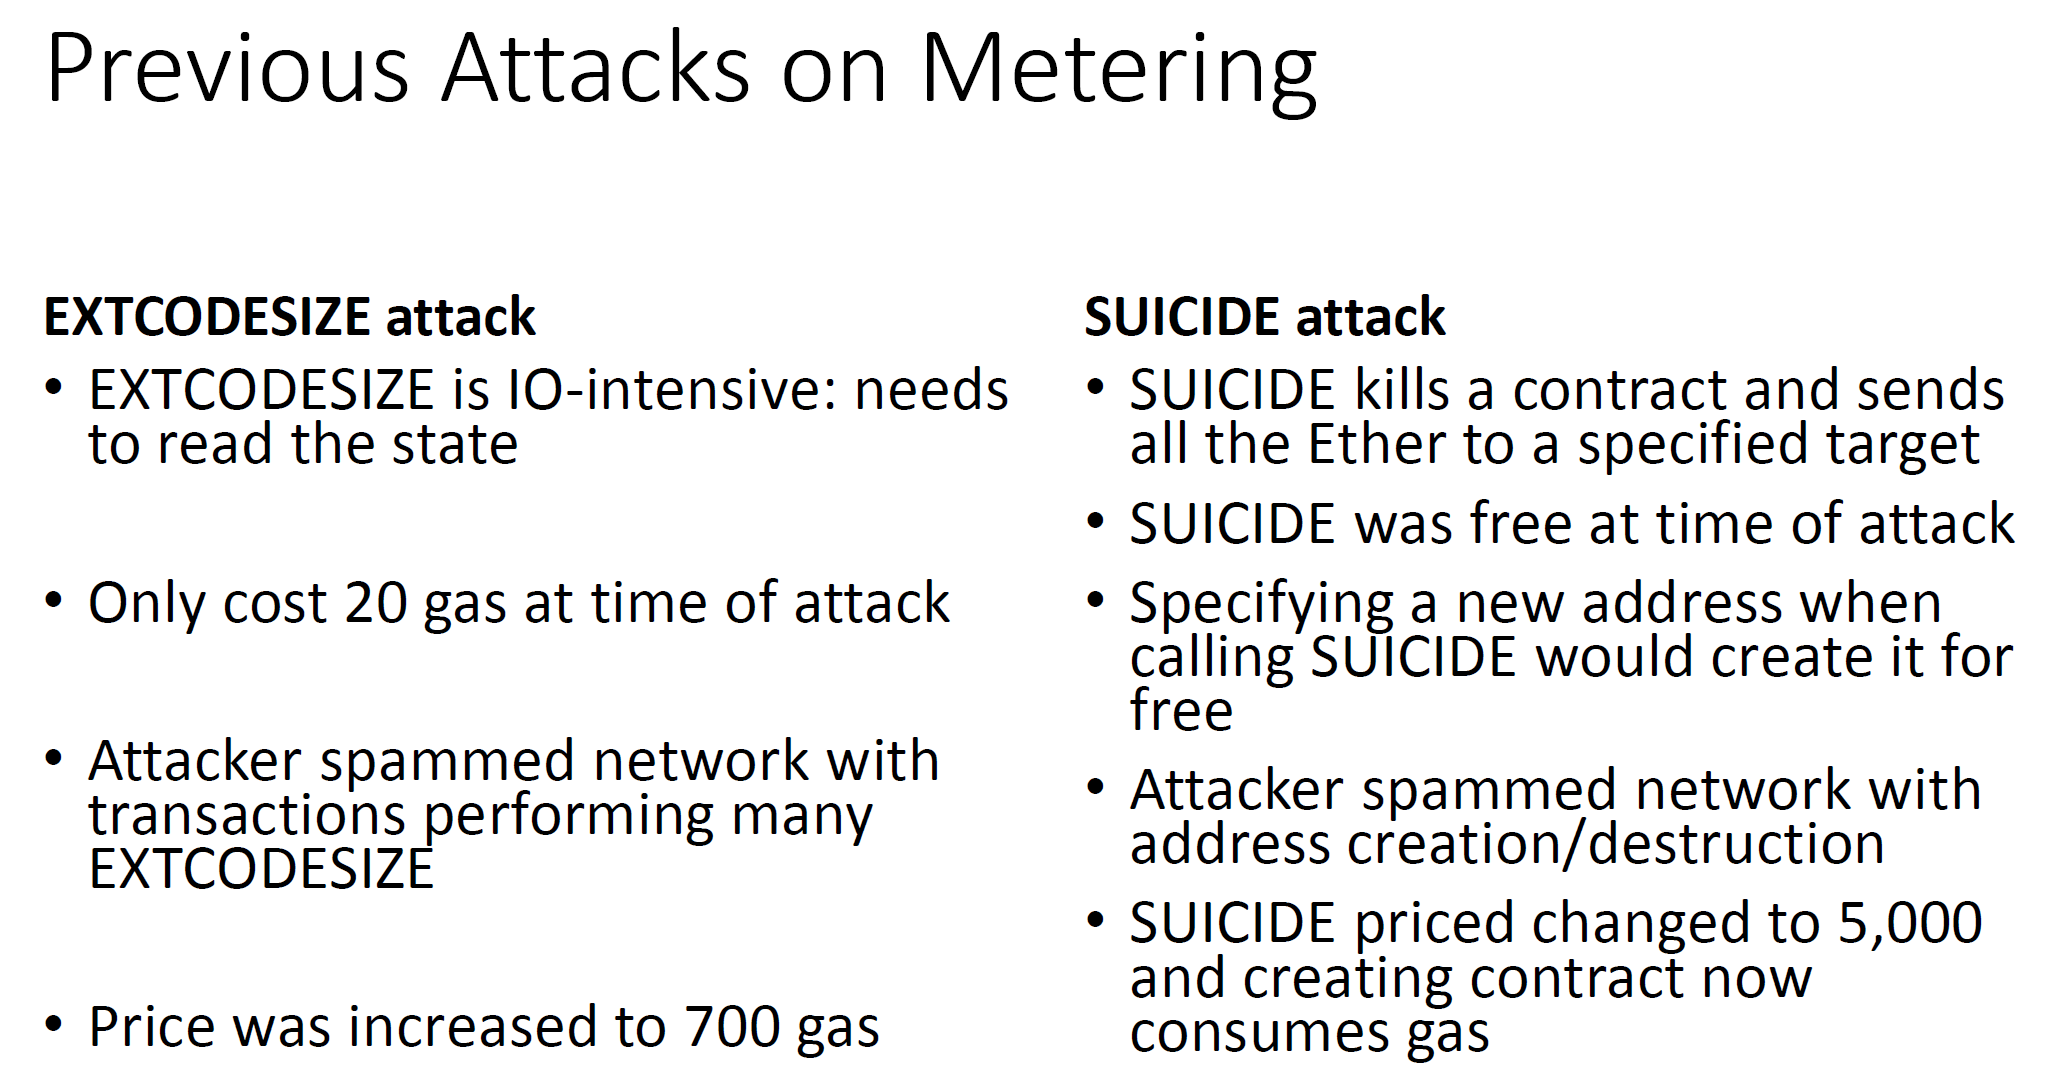 Previous Attacks on Metering
EXTCODESIZE attack
• EXTCODESIZE is IO-intensive: needs
to read the state
• Only cost 20 gas at time of attack
• Attacker spammed network with
transactions performing many
EXTCODESIZE
• Price was increased to 700 gas
SUICIDE attack
• SUICIDE kills a contract and sends
all the Ether to a specified target
• SUICIDE was free at time of attack
• Specifying a new address when
calling SUICIDE would create it for
free
• Attacker spammed network with
address creation/destruction
• SUICIDE priced changed to 5,000
and creating contract now
consumes gas